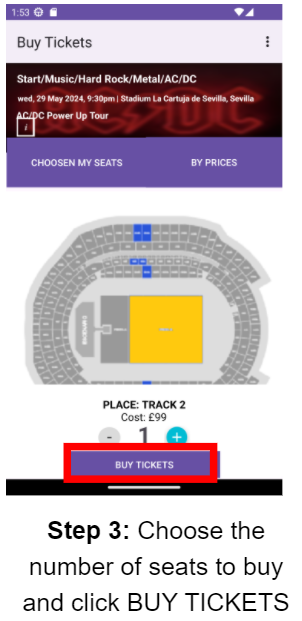 1:53
Buy Tickets
Start/Music/Hard Rock/Metal/AC/DC
wed, 29 May 2024, 9:30pm | Stadium La Cartuja de Sevilla, Sevilla
AC/DC Power Up Tour
i
CHOOSEN MY SEATS
BY PRICES
PLACE: TRACK 2
Cost: £99
- 1 +
BUY TICKETS
Step 3: Choose the
number of seats to buy
and click BUY TICKETS